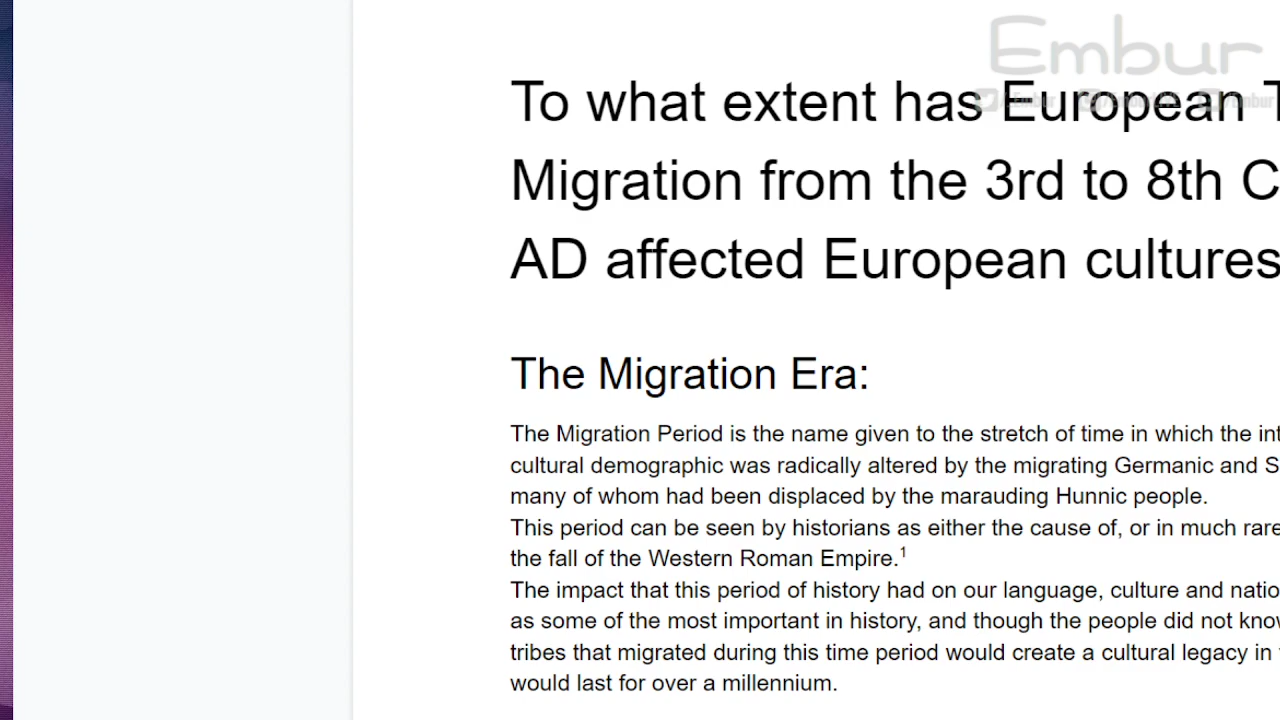 Embur
To what extent has European T
Migration from the 3rd to 8th C
AD affected European cultures
The Migration Era:
The Migration Period is the name given to the stretch of time in which the int
cultural demographic was radically altered by the migrating Germanic and S
many of whom had been displaced by the marauding Hunnic people.
This period can be seen by historians as either the cause of, or in much rare
the fall of the Western Roman Empire.1
The impact that this period of history had on our language, culture and natio
as some of the most important in history, and though the people did not know
tribes that migrated during this time period would create a cultural legacy in
would last for over a millennium.